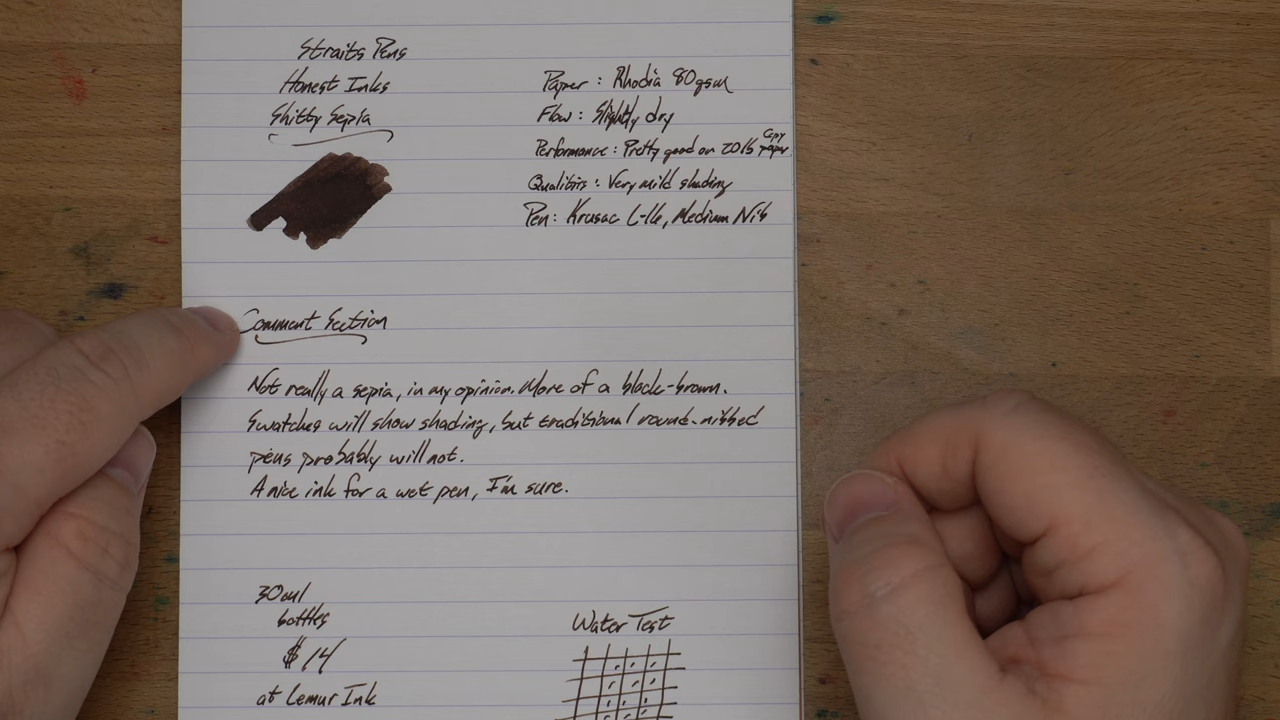 Straits Pens
Honest Inks
Shitty Sepia
Paper : Rhodia 80gsm
Flow : Slightly dry
Performance : Pretty good on 20lb copy paper
Qualities : Very mild shading
Pen : Krusac L-16, Medium Nib
Comment Section
Not really a sepia, in my opinion. More of a black-brown.
Swatches will show shading, but traditional round-nibbed
pens probably will not.
A nice ink for a wet pen, I'm sure.
30ml
bottles
$14
at Lemur Ink
Water Test